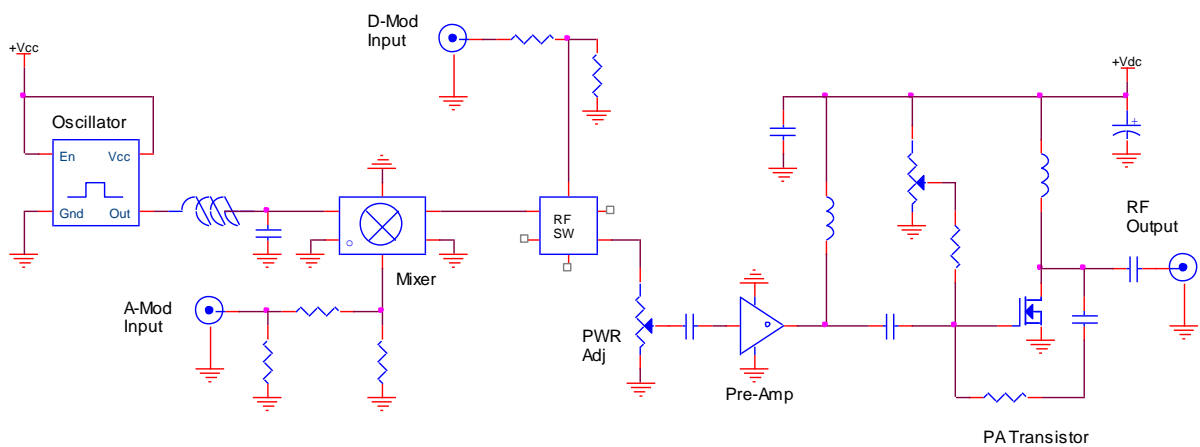 D-Mod
Input
+Vcc
+Vdc
Oscillator
En
Vcc
Gnd
Out
RF
SW
RF
Output
Mixer
A-Mod
Input
PWR
Adj
Pre-Amp
PA Transistor
+